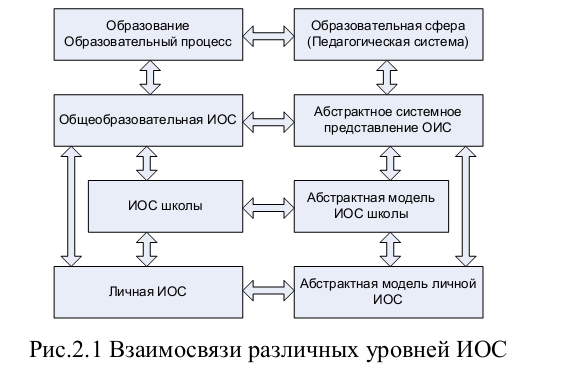 Образование
Образовательный процесс
Образовательная сфера
(Педагогическая система)
Общеобразовательная ИОС
Абстрактное системное
представление ОИС
ИОС школы
Абстрактная модель
ИОС школы
Личная ИОС
Абстрактная модель личной
ИОС
Рис.2.1 Взаимосвязи различных уровней ИОС